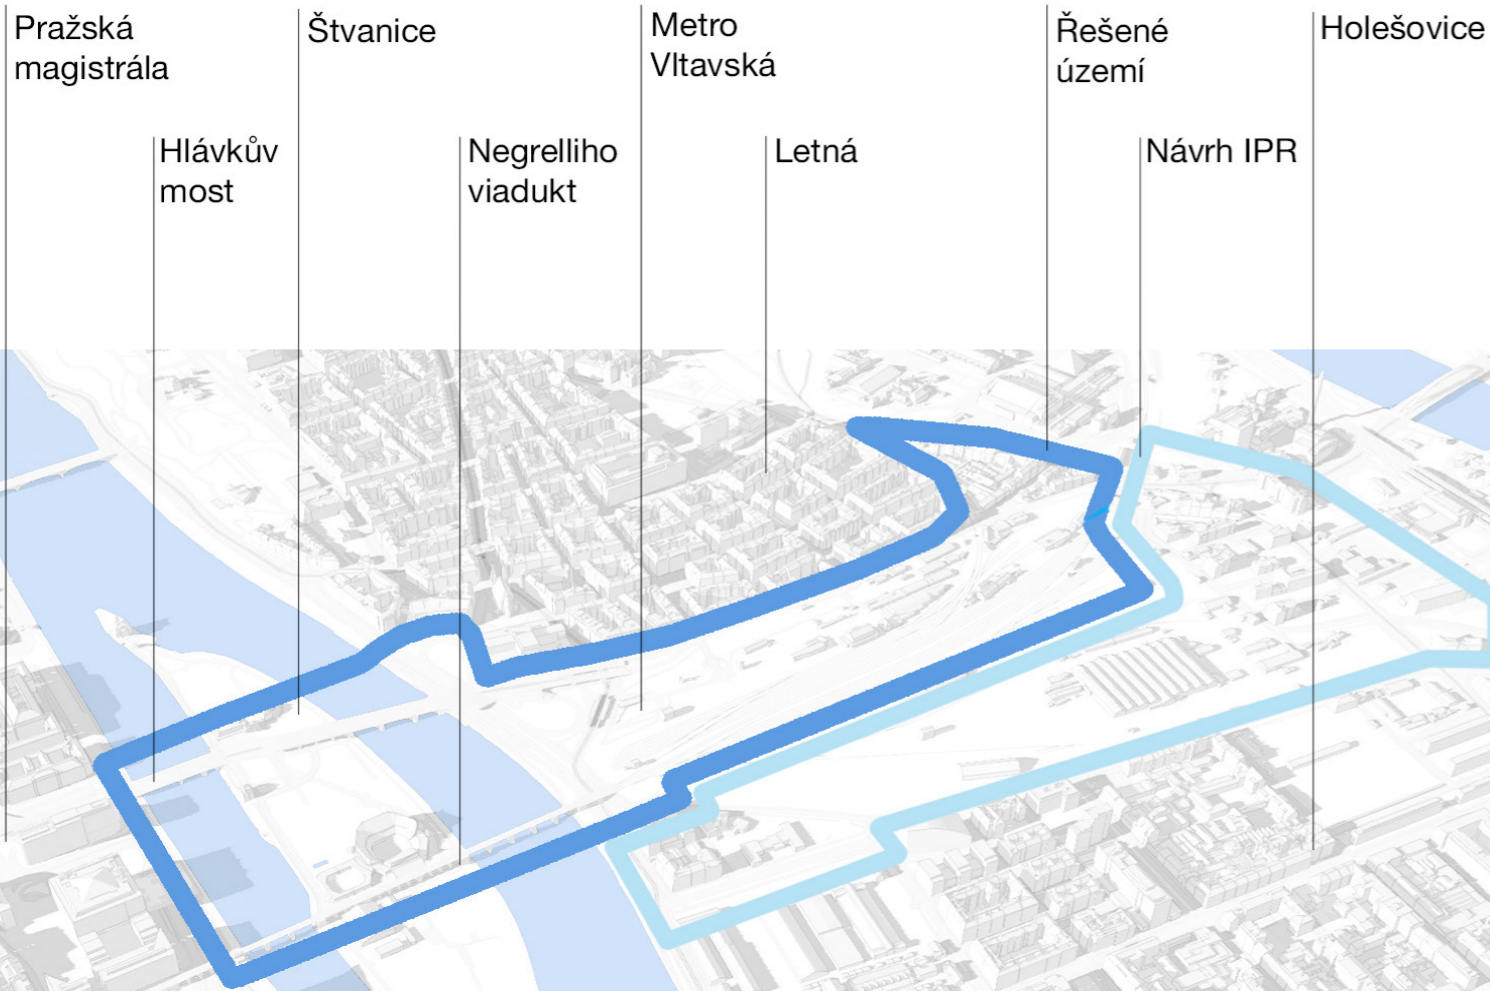 Pražská
magistrála
Štvanice
Metro
Vltavská
Řešené
území
Holešovice
Hlávkův
most
Negrelliho
viadukt
Letná
Návrh IPR